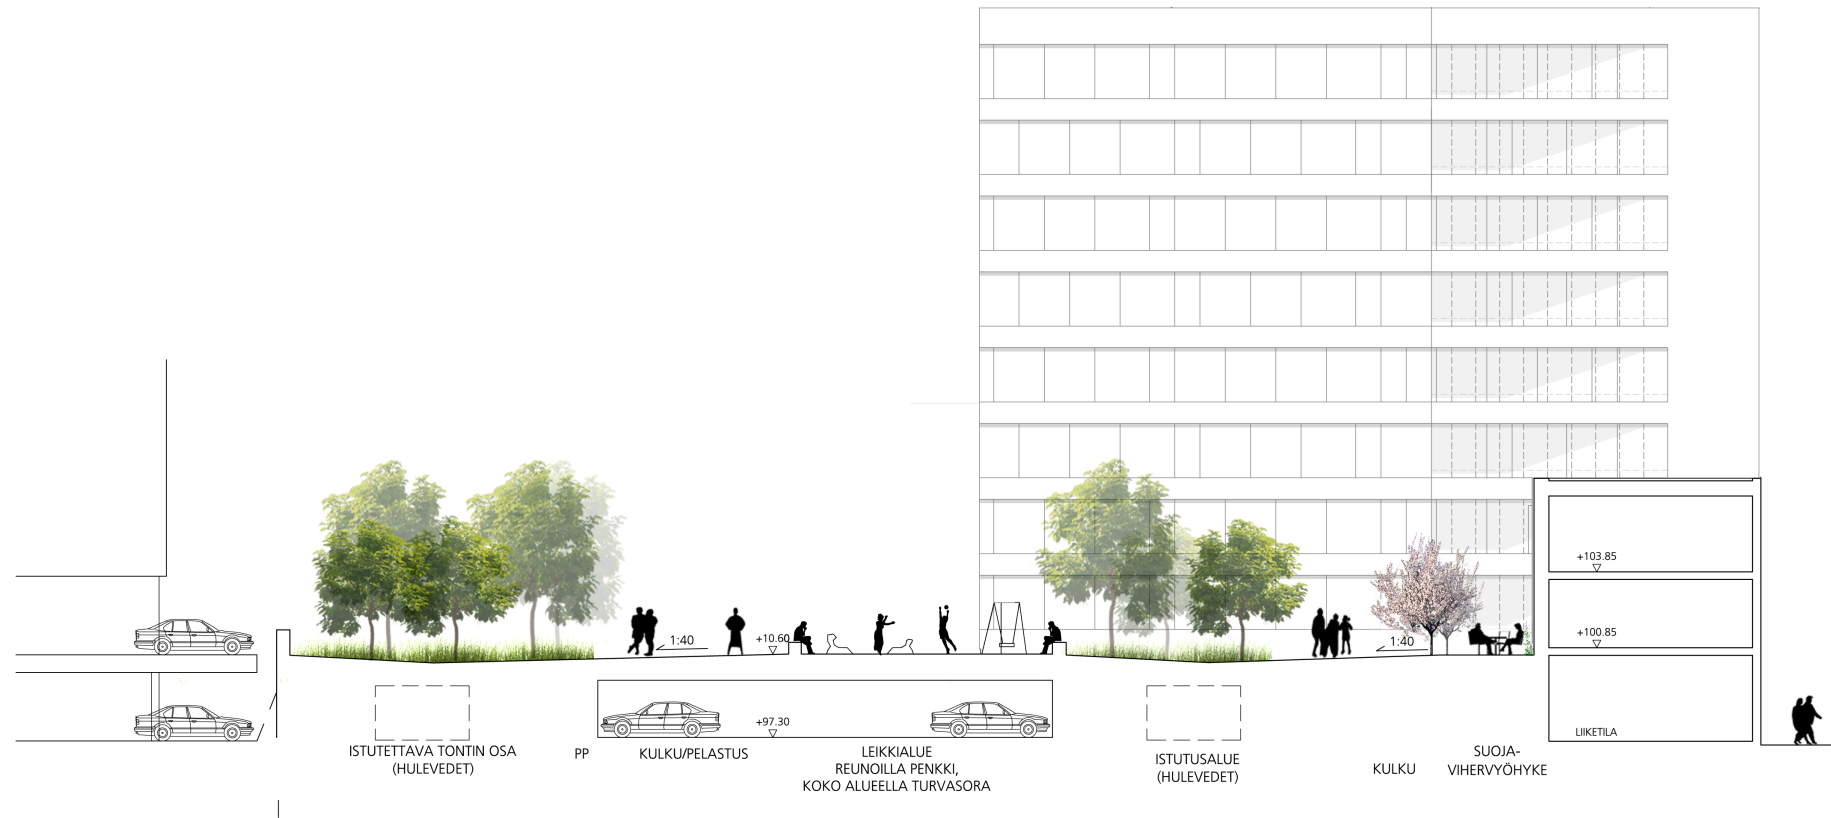 +103.85
+100.85
1:40
+10.60
1:40
+97.30
LIIKETILA
ISTUTETTAVA TONTIN OSA
(HULEVEDET)
PP
KULKU/PELASTUS
LEIKKIALUE
REUNOILLA PENKKI,
KOKO ALUEELLA TURVASORA
ISTUTUSALUE
(HULEVEDET)
KULKU
SUOJA-
VIHERVYÖHYKE